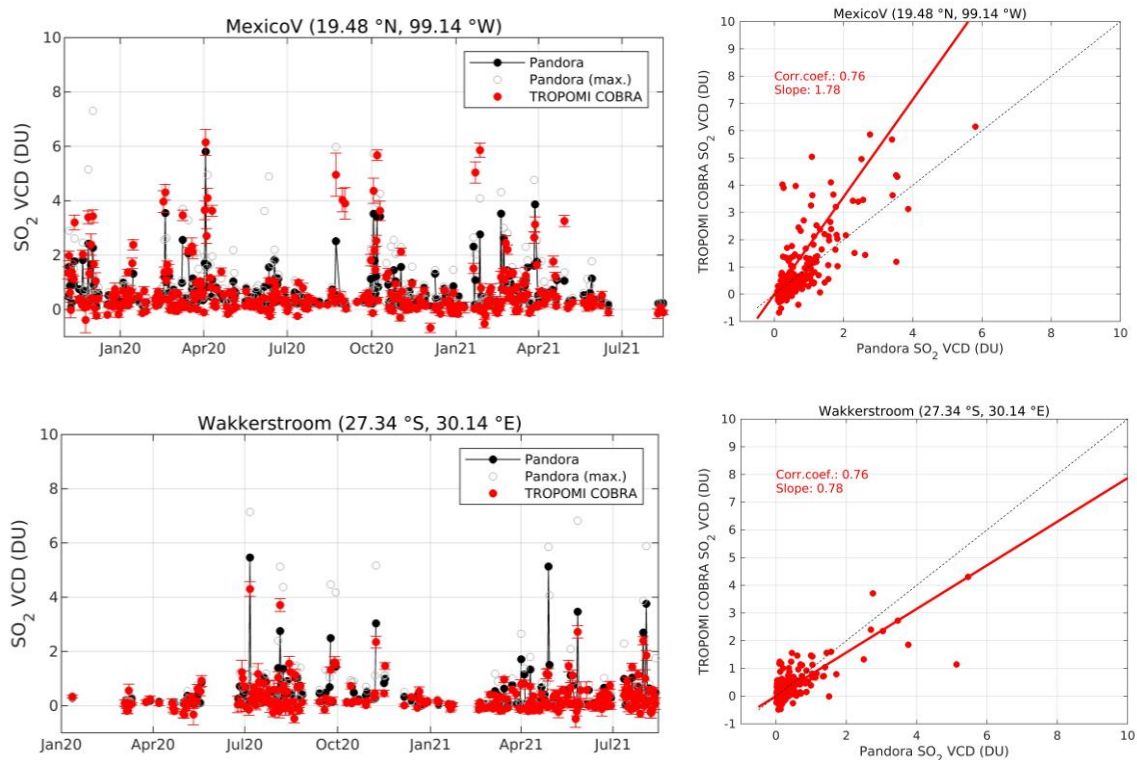 MexicoV (19.48 °N, 99.14 °W)
10
8
6
4
2
0
SO2 VCD (DU)
Pandora
Pandora (max.)
TROPOMI COBRA
Jan20 Apr20 Jul20 Oct20 Jan21 Apr21 Jul21
MexicoV (19.48 °N, 99.14 °W)
10
9
8
7
6
5
4
3
2
1
0
-1
TROPOMI COBRA SO2 VCD (DU)
Corr.coef.: 0.76
Slope: 1.78
0 2 4 6 8 10
Pandora SO2 VCD (DU)
Wakkerstroom (27.34 °S, 30.14 °E)
10
8
6
4
2
0
SO2 VCD (DU)
Pandora
Pandora (max.)
TROPOMI COBRA
Jan20 Apr20 Jul20 Oct20 Jan21 Apr21 Jul21
Wakkerstroom (27.34 °S, 30.14 °E)
10
9
8
7
6
5
4
3
2
1
0
-1
TROPOMI COBRA SO2 VCD (DU)
Corr.coef.: 0.76
Slope: 0.78
0 2 4 6 8 10
Pandora SO2 VCD (DU)